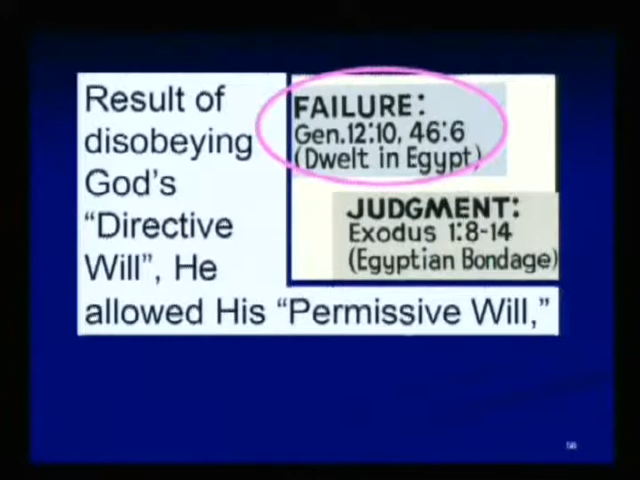 Result of
disobeying
God's
“Directive
Will”, He
allowed His “Permissive Will,”
FAILURE:
Gen.12:10, 46:6
(Dwelt in Egypt)
JUDGMENT:
Exodus 1:8-14
(Egyptian Bondage)